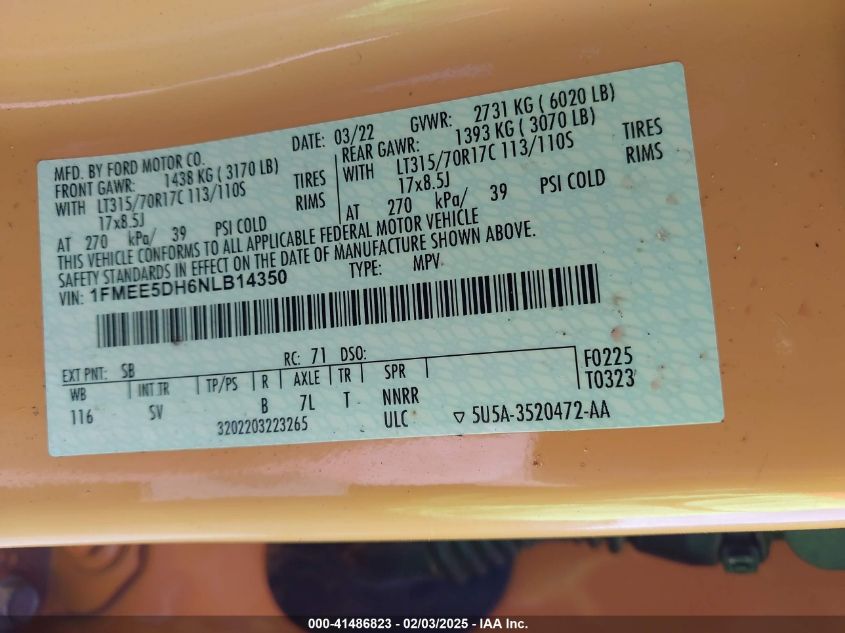 MFD. BY FORD MOTOR CO.
DATE: 03/22 GVWR: 2731 KG ( 6020 LB)
FRONT GAWR: 1438 KG ( 3170 LB)
WITH LT315/70R17C 113/110S TIRES
17x8.5J RIMS
AT 270 kPa/ 39 PSI COLD
REAR GAWR: 1393 KG ( 3070 LB)
WITH LT315/70R17C 113/110S TIRES
17x8.5J RIMS
AT 270 kPa/ 39 PSI COLD
THIS VEHICLE CONFORMS TO ALL APPLICABLE FEDERAL MOTOR VEHICLE
SAFETY STANDARDS IN EFFECT ON THE DATE OF MANUFACTURE SHOWN ABOVE.
VIN: 1FMEE5DH6NLB14350 TYPE: MPV
EXT PNT: SB RC: 71 DSO:
WB INT TR TP/PS R AXLE TR SPR
116 SV B 7L T NNRR
F0225
T0323
3202203223265 ULC ▽ 5U5A-3520472-AA
000-41486823 — 02/03/2025 - IAA Inc.